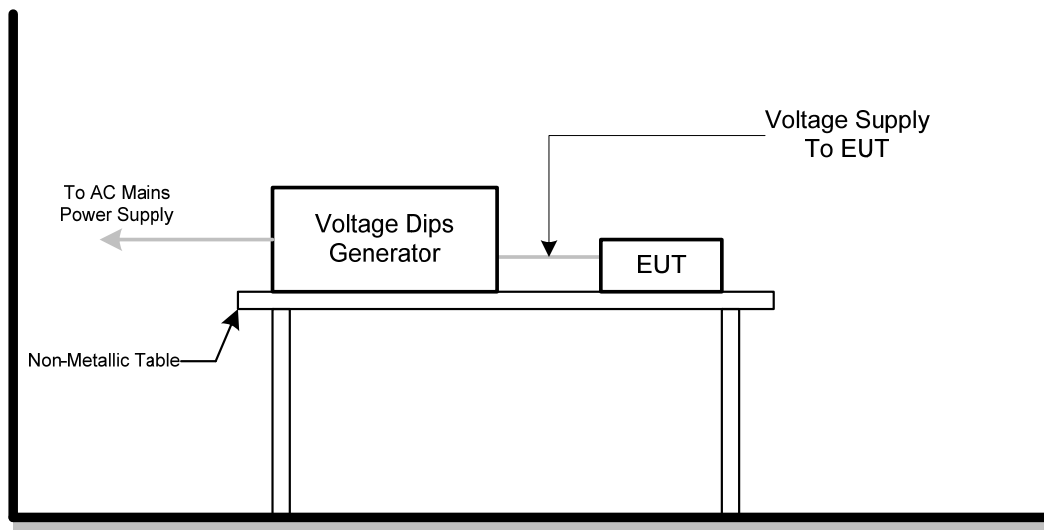 Voltage Supply
To EUT
To AC Mains
Power Supply
Voltage Dips
Generator
EUT
Non-Metallic Table